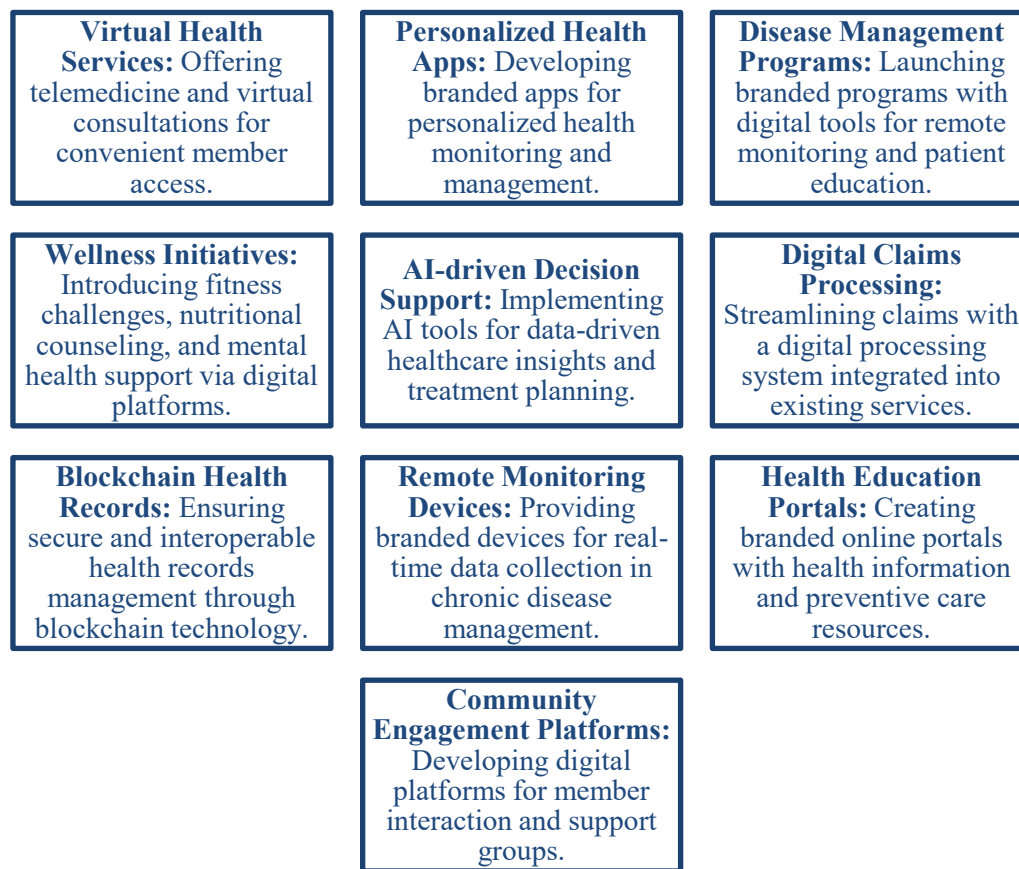 Virtual Health
Services: Offering
telemedicine and virtual
consultations for
convenient member
access.
Personalized Health
Apps: Developing
branded apps for
personalized health
monitoring and
management.
Disease Management
Programs: Launching
branded programs with
digital tools for remote
monitoring and patient
education.
Wellness Initiatives:
Introducing fitness
challenges, nutritional
counseling, and mental
health support via digital
platforms.
AI-driven Decision
Support: Implementing
AI tools for data-driven
healthcare insights and
treatment planning.
Digital Claims
Processing:
Streamlining claims with
a digital processing
system integrated into
existing services.
Blockchain Health
Records: Ensuring
secure and interoperable
health records
management through
blockchain technology.
Remote Monitoring
Devices: Providing
branded devices for real-
time data collection in
chronic disease
management.
Health Education
Portals: Creating
branded online portals
with health information
and preventive care
resources.
Community
Engagement Platforms:
Developing digital
platforms for member
interaction and support
groups.